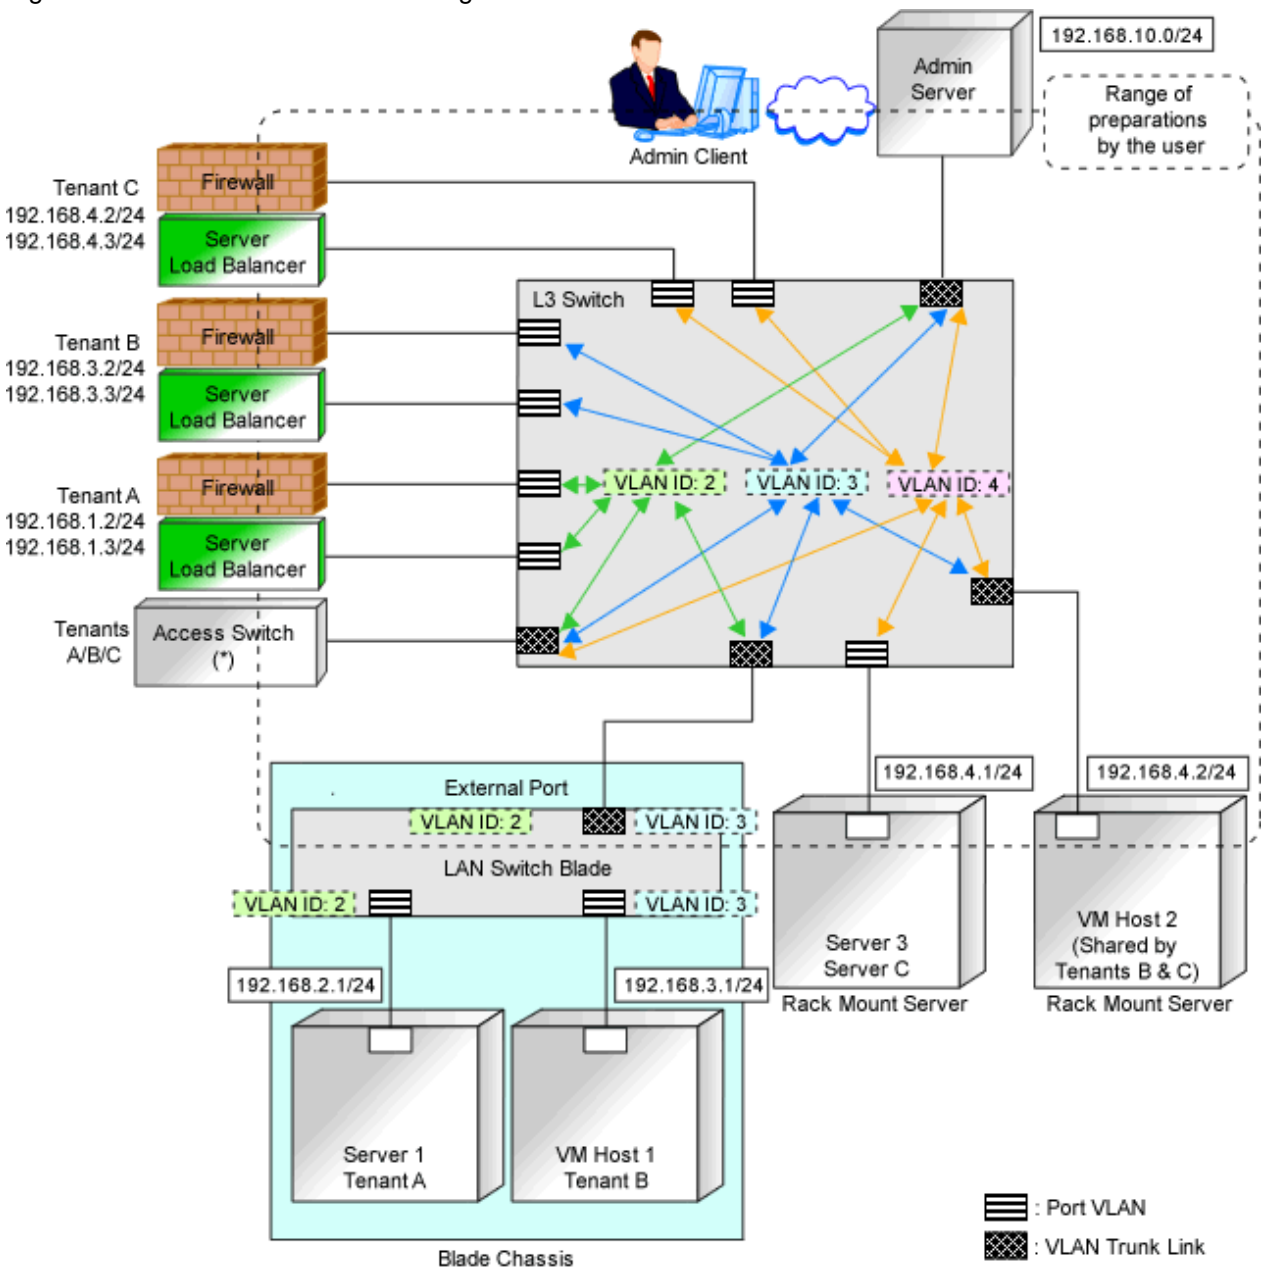 192.168.10.0/24
Admin
Server
Range of
preparations
by the user
Admin Client
Firewall
Tenant C
192.168.4.2/24
192.168.4.3/24
Server
Load Balancer
L3 Switch
Firewall
Tenant B
192.168.3.2/24
192.168.3.3/24
Server
Load Balancer
Firewall
Tenant A
192.168.1.2/24
192.168.1.3/24
Server
Load Balancer
VLAN ID: 2
VLAN ID: 3
VLAN ID: 4
Tenants
A/B/C
Access Switch
(*)
External Port
VLAN ID: 2
VLAN ID: 3
LAN Switch Blade
VLAN ID: 2
VLAN ID: 3
192.168.4.1/24
192.168.4.2/24
192.168.2.1/24
192.168.3.1/24
Server 3
Server C
Rack Mount Server
VM Host 2
(Shared by
Tenants B & C)
Rack Mount Server
Server 1
Tenant A
VM Host 1
Tenant B
Blade Chassis
: Port VLAN
: VLAN Trunk Link